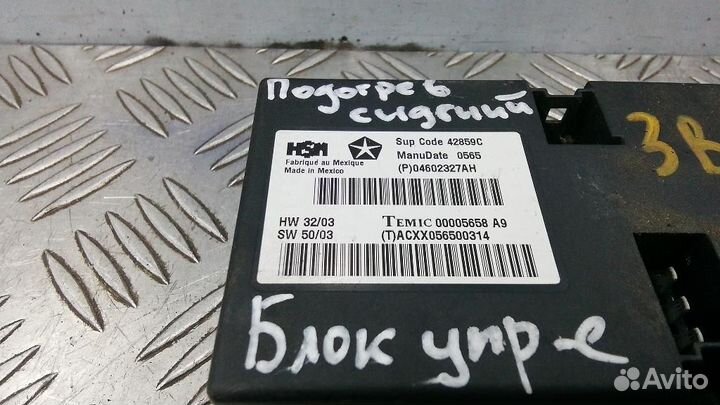 Подогрев
сидений
HSM
Sup Code 42859C
ManuDate 0565
(P)04602327AH
Fabriqué au Mexique
Made in Mexico
HW 32/03
SW 50/03
TEMIC 00005658 A9
(T)ACXX056500314
3В
Блок упр-е
Avito